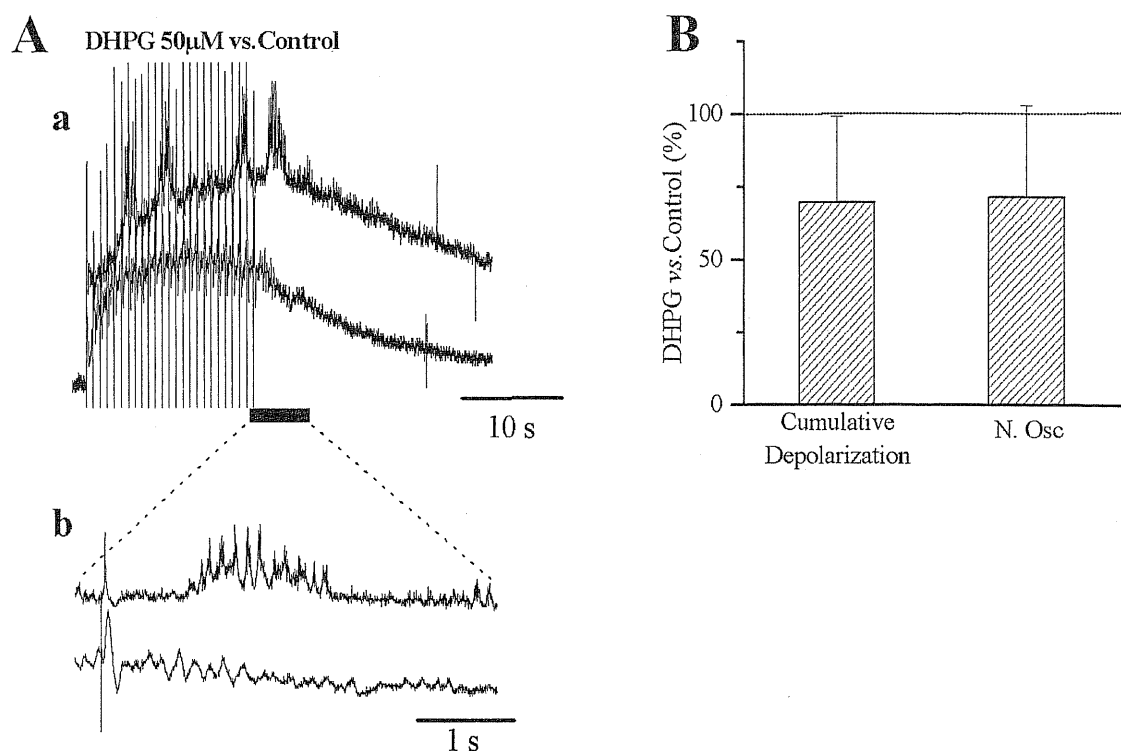 A
DHPG 50µM vs.Control
a
10 s
b
1 s
B
DHPG vs.Control (%)
100
50
0
Cumulative
Depolarization
N. Osc